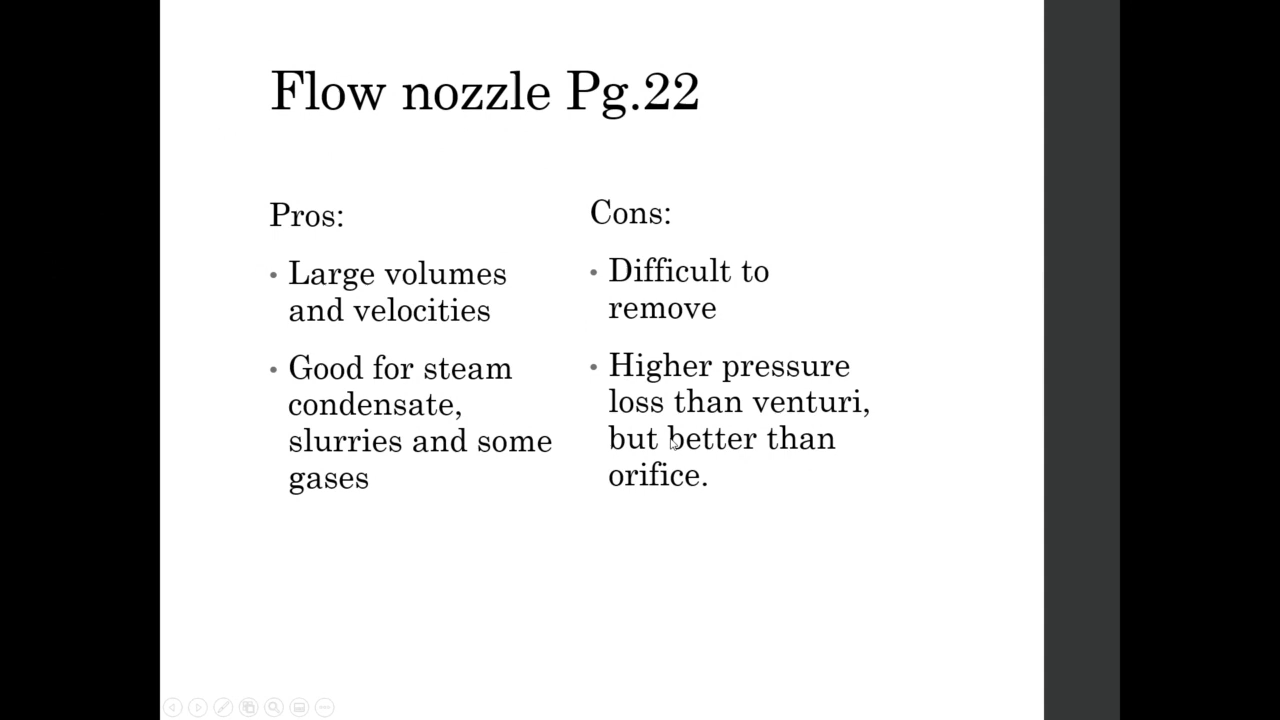 Flow nozzle Pg.22
Pros:
• Large volumes
and velocities
• Good for steam
condensate,
slurries and some
gases
Cons:
• Difficult to
remove
• Higher pressure
loss than venturi,
but better than
orifice.